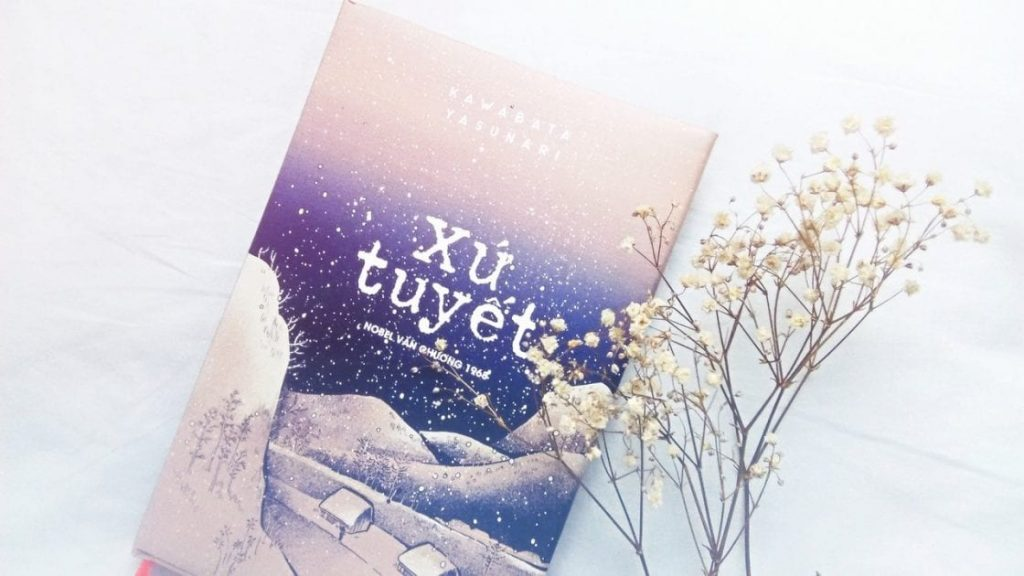 KAWABATA
YASUNARI
Xứ
tuyết
NOBEL VĂN CHƯƠNG 1968